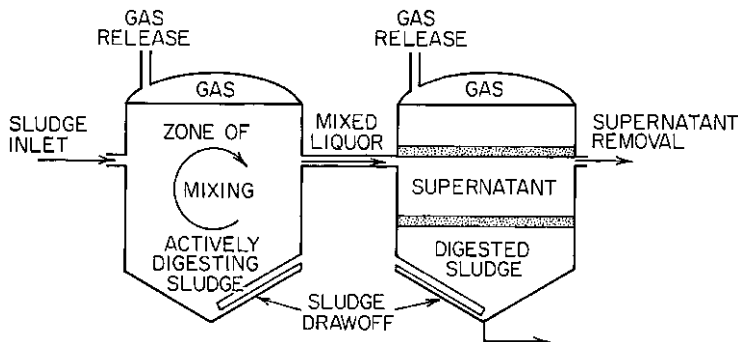 GAS
RELEASE
GAS
RELEASE
GAS
GAS
SLUDGE
INLET
ZONE OF
MIXING
MIXED
LIQUOR
SUPERNATANT
REMOVAL
SUPERNATANT
ACTIVELY
DIGESTING
SLUDGE
DIGESTED
SLUDGE
SLUDGE
DRAWOFF